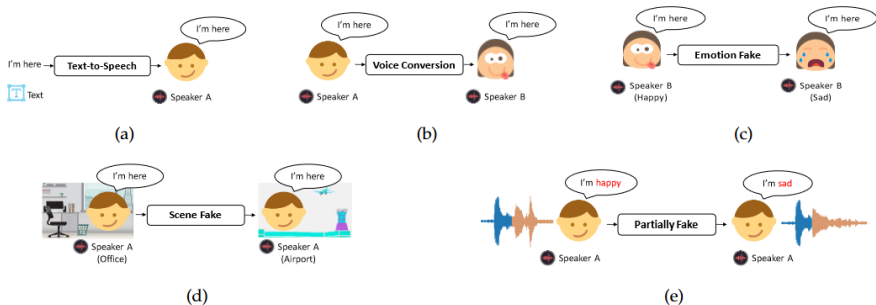 I'm here
I'm here
Text-to-Speech
Text
Speaker A
(a)
I'm here
I'm here
Voice Conversion
Speaker A
Speaker B
(b)
I'm here
I'm here
Emotion Fake
Speaker B
(Happy)
Speaker B
(Sad)
(c)
I'm here
I'm here
Scene Fake
Speaker A
(Office)
Speaker A
(Airport)
(d)
I'm happy
I'm sad
Partially Fake
Speaker A
Speaker A
(e)